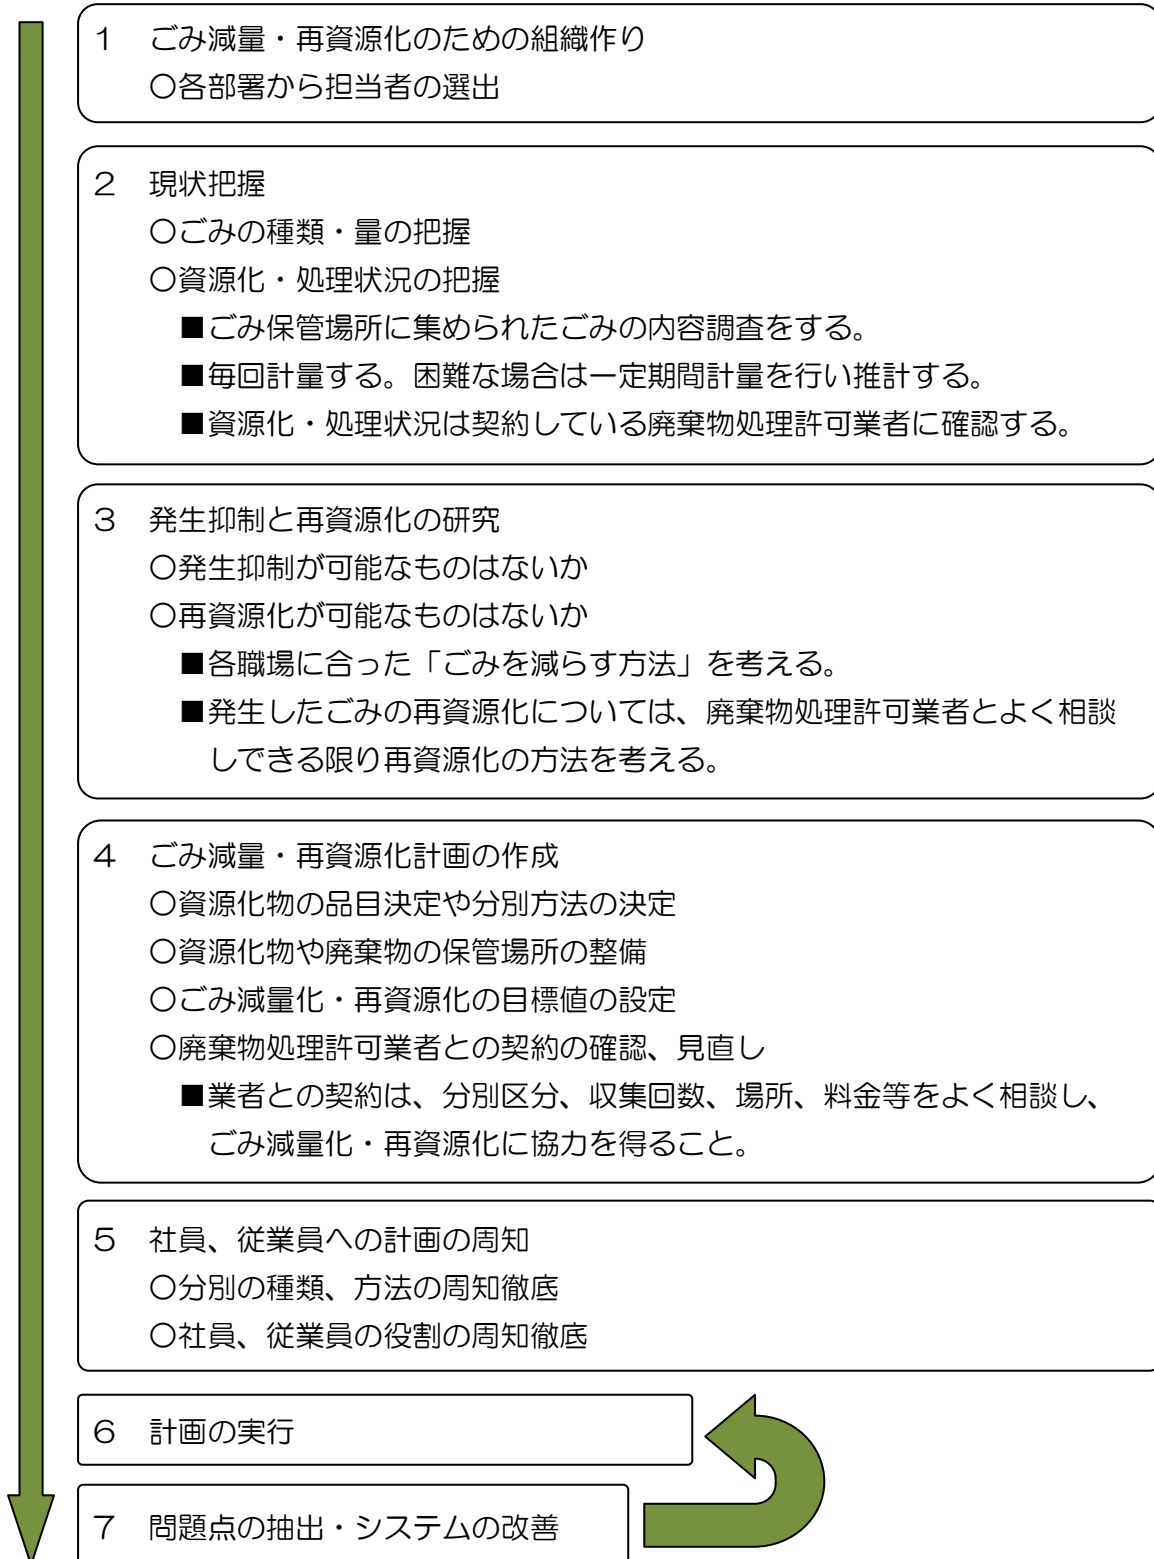 １　ごみ減量・再資源化のための組織作り
○各部署から担当者の選出
２　現状把握
○ごみの種類・量の把握
○資源化・処理状況の把握
■ごみ保管場所に集められたごみの内容調査をする。
■毎回計量する。困難な場合は一定期間計量を行い推計する。
■資源化・処理状況は契約している廃棄物処理許可業者に確認する。
３　発生抑制と再資源化の研究
○発生抑制が可能なものはないか
○再資源化が可能なものはないか
■各職場に合った「ごみを減らす方法」を考える。
■発生したごみの再資源化については、廃棄物処理許可業者とよく相談
しできる限り再資源化の方法を考える。
４　ごみ減量・再資源化計画の作成
○資源化物の品目決定や分別方法の決定
○資源化物や廃棄物の保管場所の整備
○ごみ減量化・再資源化の目標値の設定
○廃棄物処理許可業者との契約の確認、見直し
■業者との契約は、分別区分、収集回数、場所、料金等をよく相談し、
ごみ減量化・再資源化に協力を得ること。
５　社員、従業員への計画の周知
○分別の種類、方法の周知徹底
○社員、従業員の役割の周知徹底
６　計画の実行
７　問題点の抽出・システムの改善